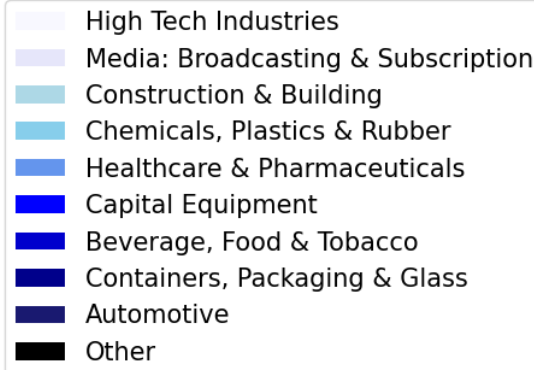 High Tech Industries
Media: Broadcasting & Subscription
Construction & Building
Chemicals, Plastics & Rubber
Healthcare & Pharmaceuticals
Capital Equipment
Beverage, Food & Tobacco
Containers, Packaging & Glass
Automotive
Other